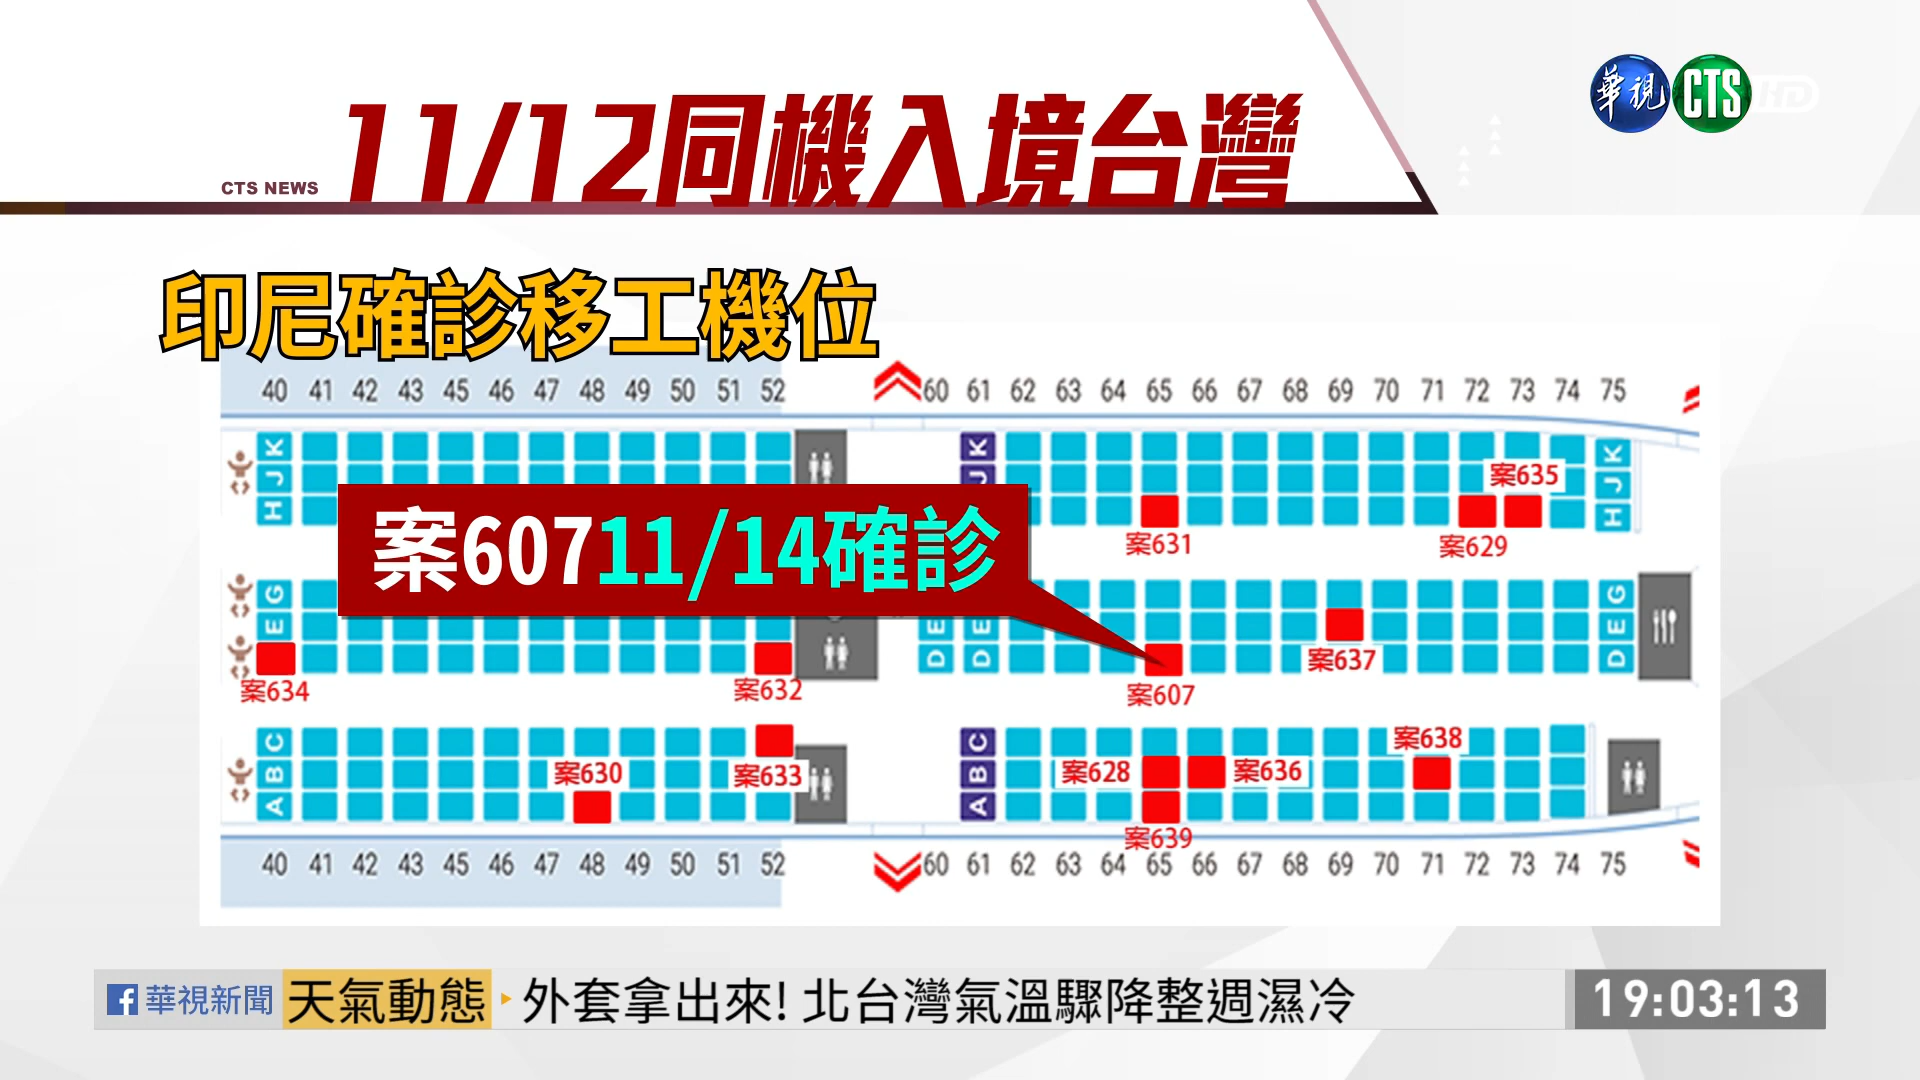 華視 CTS HD
CTS NEWS
11/12同機入境台灣
印尼確診移工機位
40 41 42 43 45 46 47 48 49 50 51 52 60 61 62 63 64 65 66 67 68 69 70 71 72 73 74 75
K K K
J J J
案635
H H
案60711/14確診
案631 案629
G G
E E E E
D D D
案634 案632 案607 案637
C C
案638
B 案630 案633 B 案628 案636
A A
案639
40 41 42 43 45 46 47 48 49 50 51 52 60 61 62 63 64 65 66 67 68 69 70 71 72 73 74 75
華視新聞 天氣動態 外套拿出來! 北台灣氣溫驟降整週濕冷 19:03:13